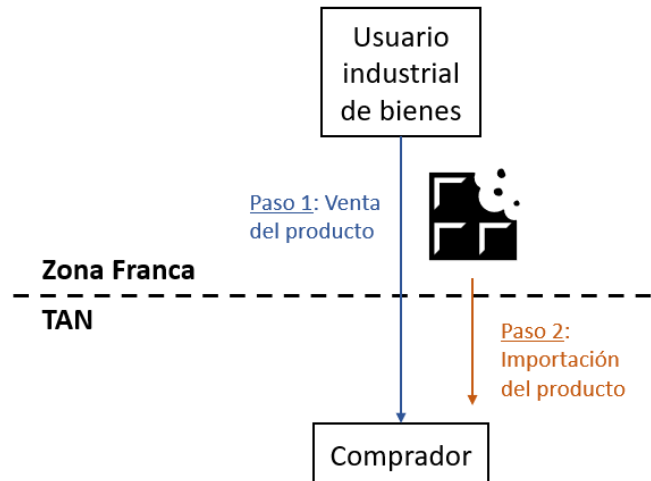 Usuario
industrial
de bienes
Paso 1: Venta
del producto
Zona Franca
TAN
Paso 2:
Importación
del producto
Comprador